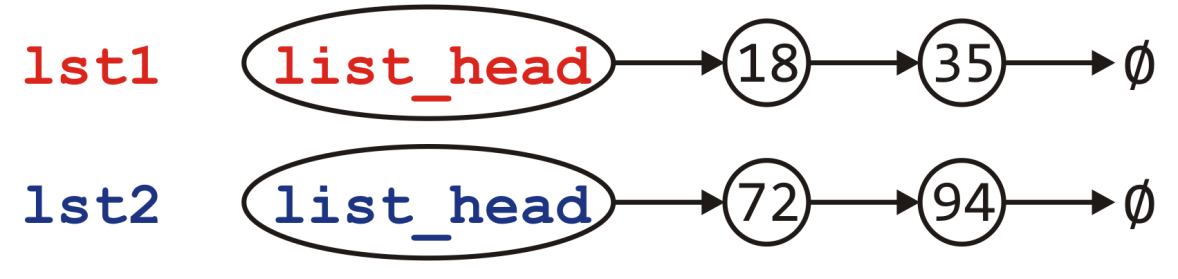 lst1 list_head 18 35 ∅
lst2 list_head 72 94 ∅